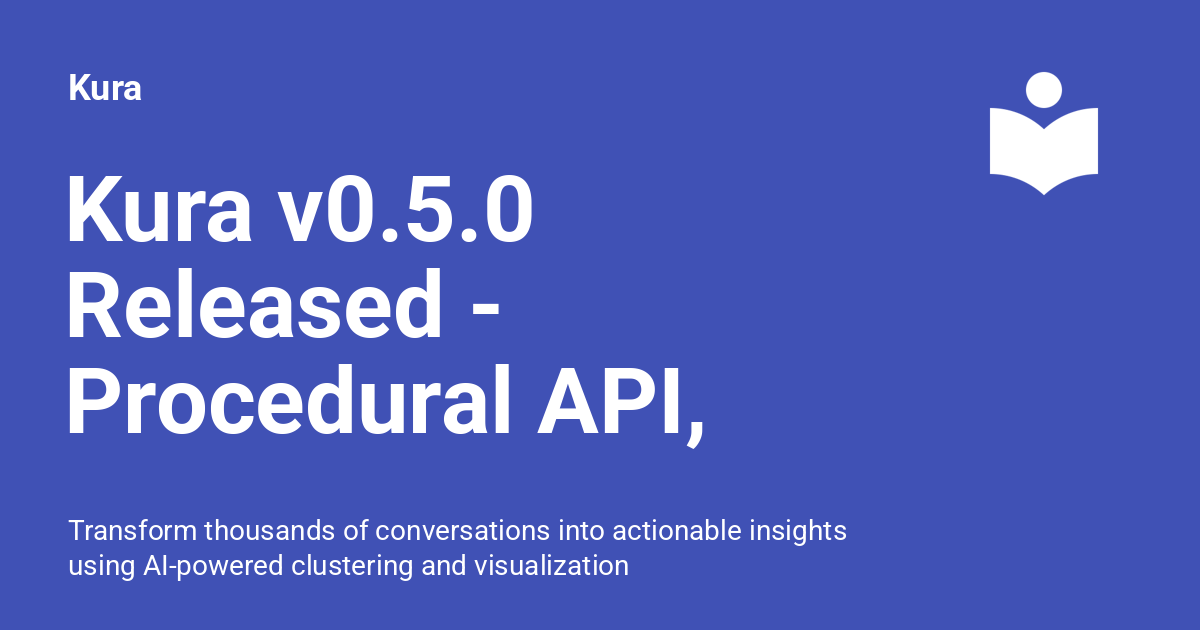 Kura
Kura v0.5.0
Released -
Procedural API,
Transform thousands of conversations into actionable insights
using AI-powered clustering and visualization